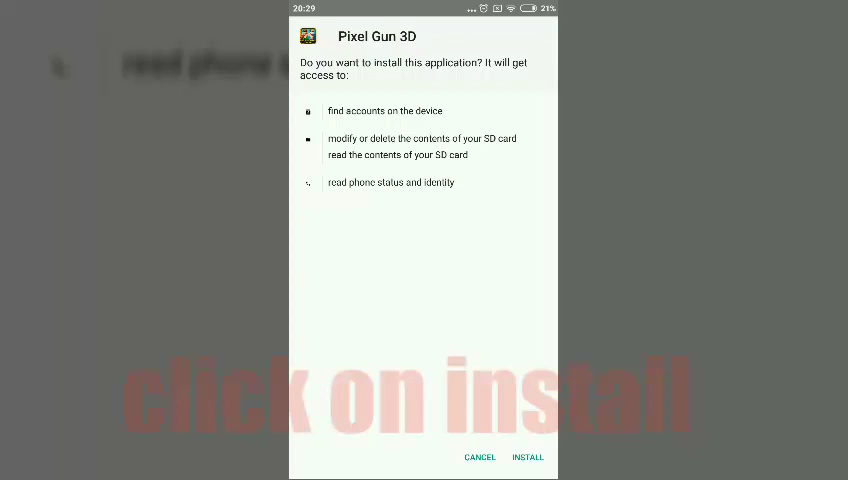 20:29
21%
Pixel Gun 3D
Do you want to install this application? It will get
access to:
find accounts on the device
modify or delete the contents of your SD card
read the contents of your SD card
read phone status and identity
click on install
CANCEL INSTALL
read phone s